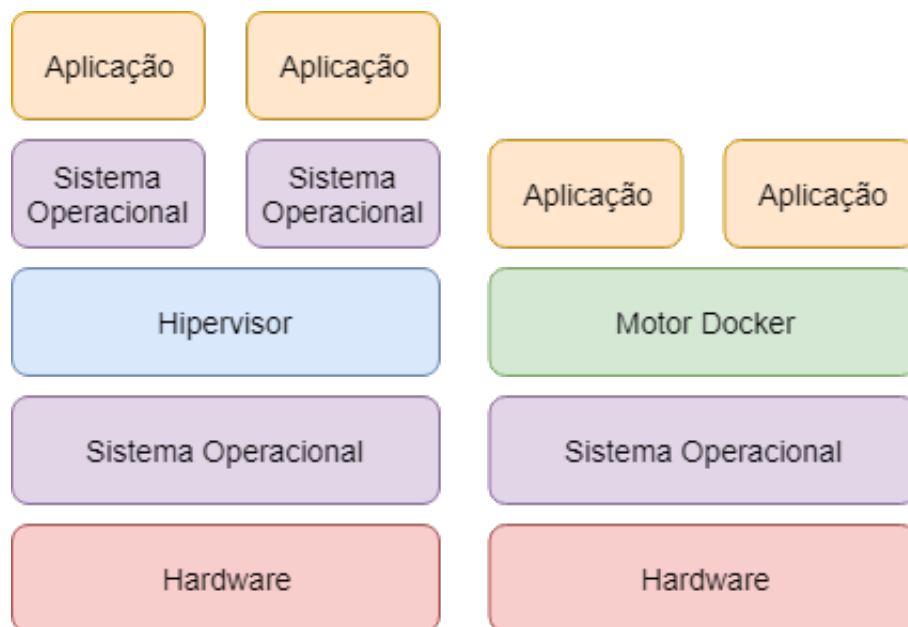 Aplicação
Aplicação
Sistema
Operacional
Sistema
Operacional
Aplicação
Aplicação
Hipervisor
Motor Docker
Sistema Operacional
Sistema Operacional
Hardware
Hardware